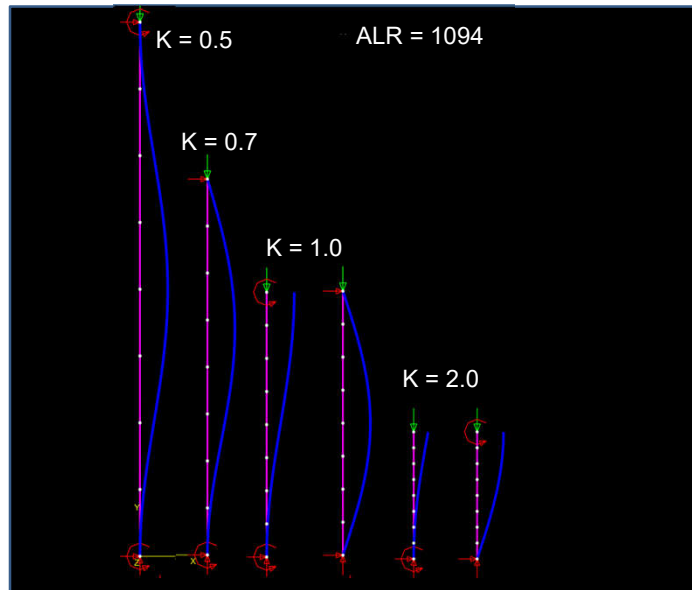 K = 0.5
ALR = 1094
K = 0.7
K = 1.0
K = 2.0
Y
Z
X